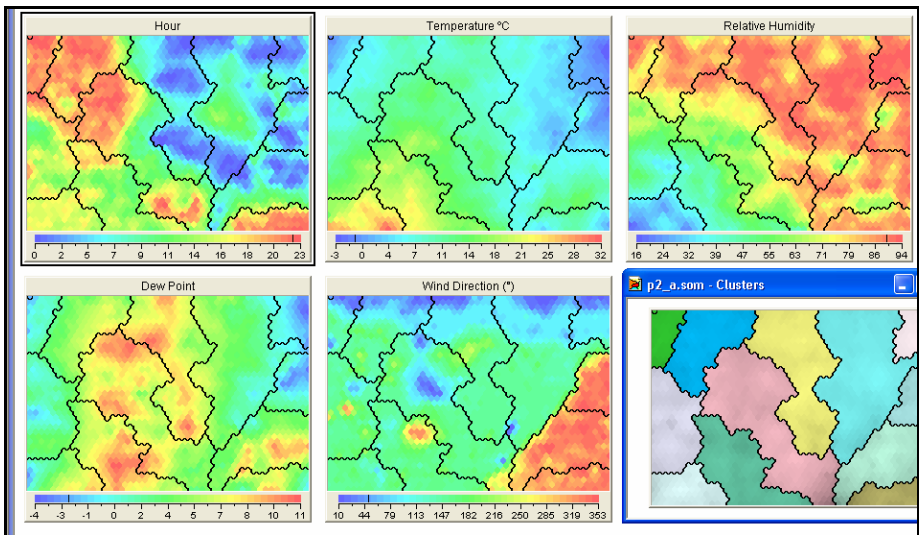 Hour
0 2 5 7 9 11 14 16 18 20 23
Temperature ºC
-3 0 4 7 11 14 18 21 25 28 32
Relative Humidity
16 24 32 39 47 55 63 71 79 86 94
Dew Point
-4 -3 -1 0 2 4 5 7 8 10 11
Wind Direction (º)
10 44 79 113 147 182 216 250 285 319 353
p2_a.som - Clusters